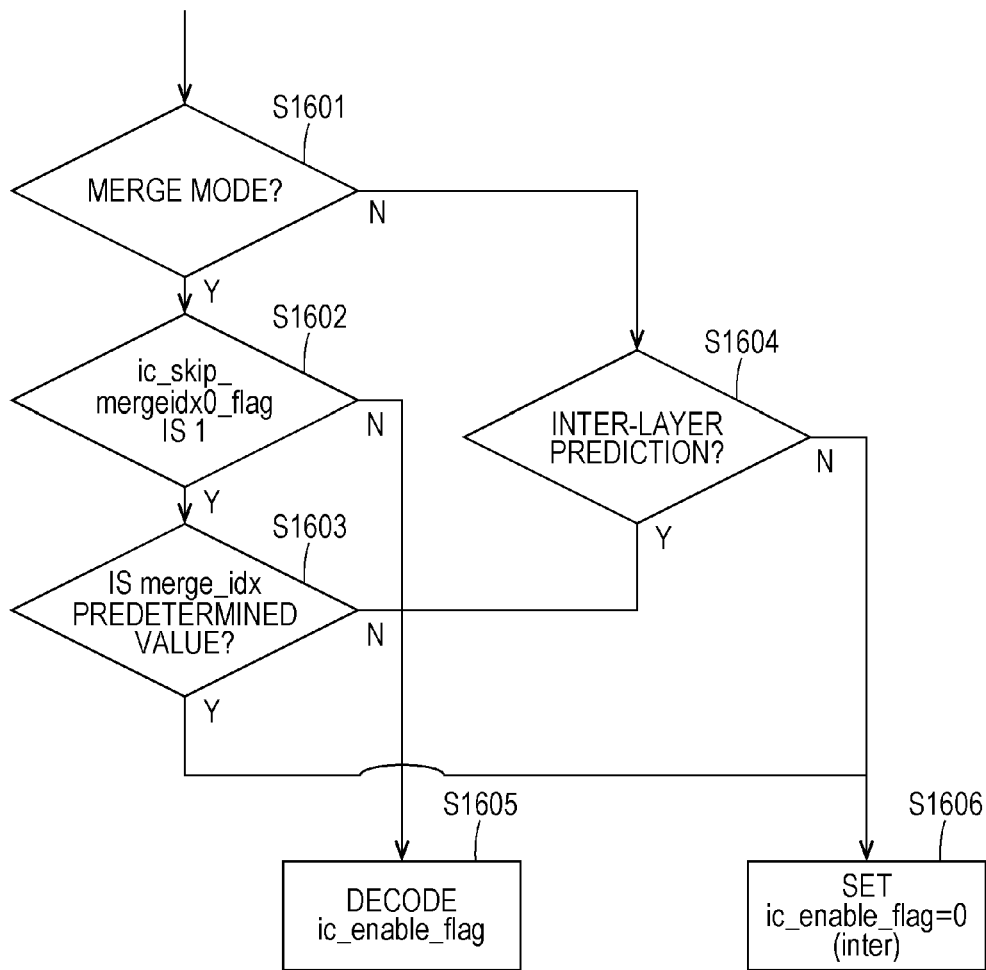 S1601
MERGE MODE?
N
Y
S1602
ic_skip_
mergeidx0_flag
IS 1
N
Y
S1604
INTER-LAYER
PREDICTION?
N
Y
S1603
IS merge_idx
PREDETERMINED
VALUE?
N
Y
S1605
DECODE
ic_enable_flag
S1606
SET
ic_enable_flag=0
(inter)